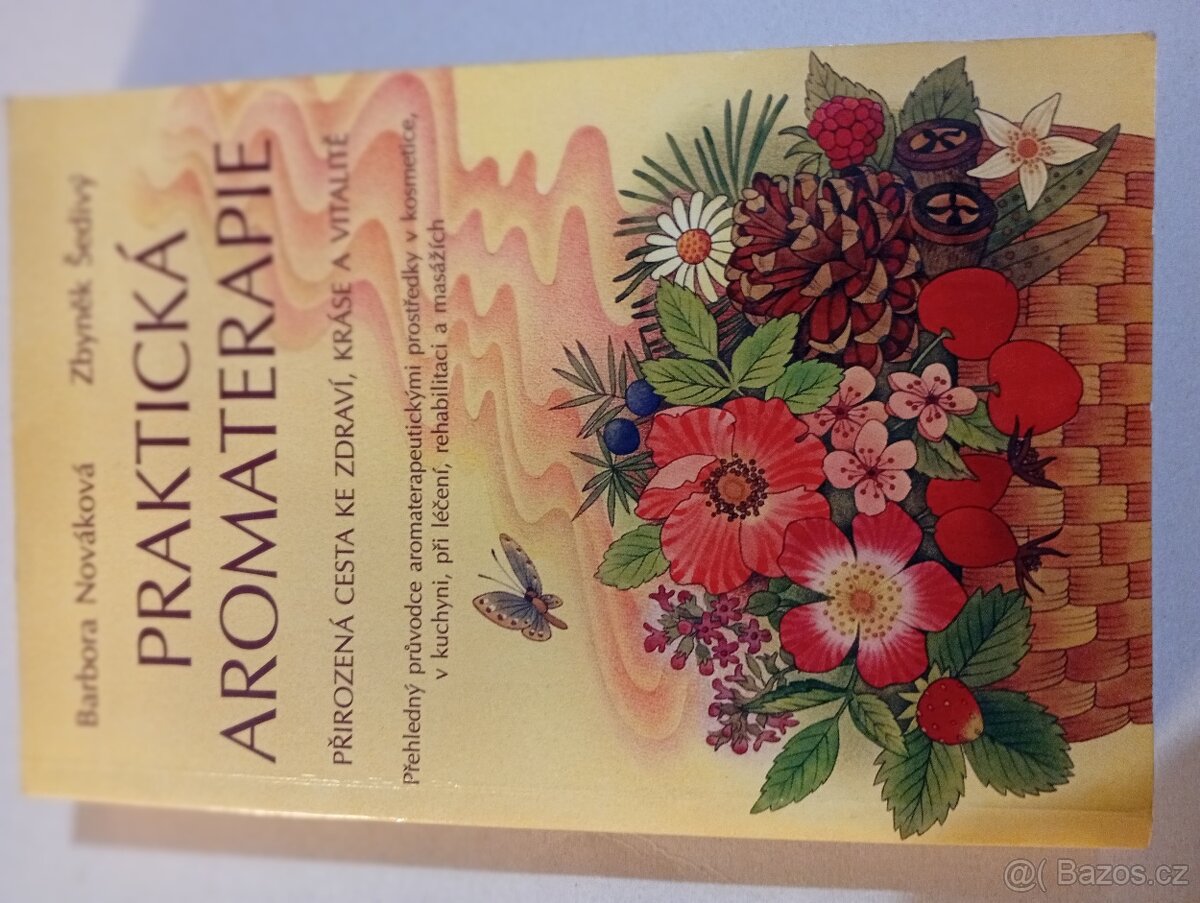 Barbora Nováková Zbyněk Šedivý
PRAKTICKÁ
AROMATERAPIE
PŘIROZENÁ CESTA KE ZDRAVÍ, KRÁSE A VITALITĚ
Přehledný průvodce aromaterapeutickými prostředky v kosmetice,
v kuchyni, při léčení, rehabilitaci a masážích
@( Bazos.cz